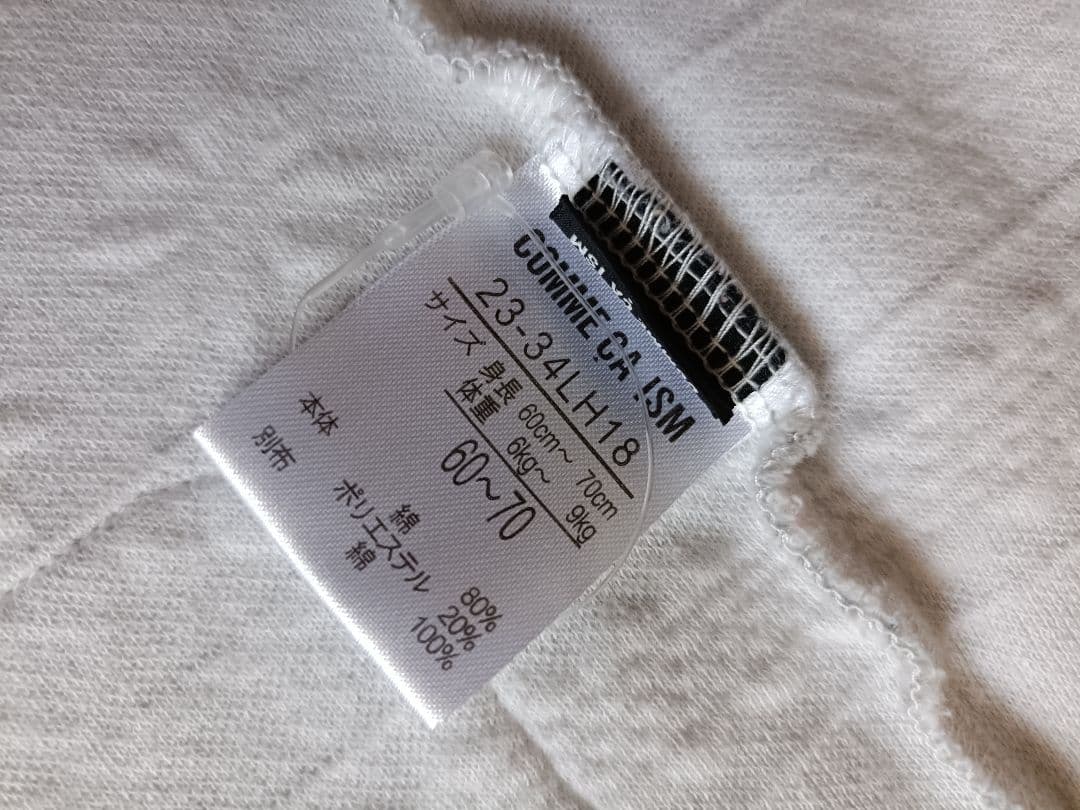 COMME CA ISM
23-34LH18
サイズ 身長 60cm～ 70cm
体重 6kg～ 9kg
60～70
本体 綿 80%
ポリエステル 20%
別布 綿 100%